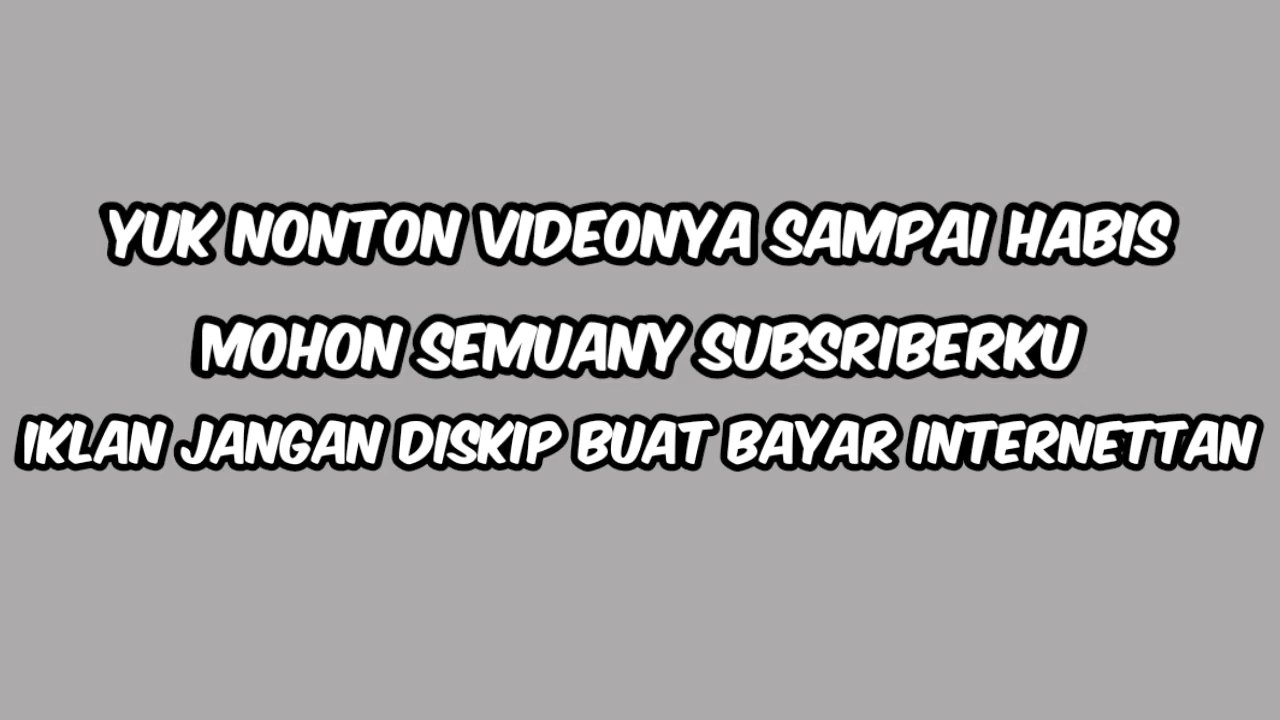 YUK NONTON VIDEONYA SAMPAI HABIS
MOHON SEMUANY SUBSRIBERKU
IKLAN JANGAN DISKIP BUAT BAYAR INTERNETTAN